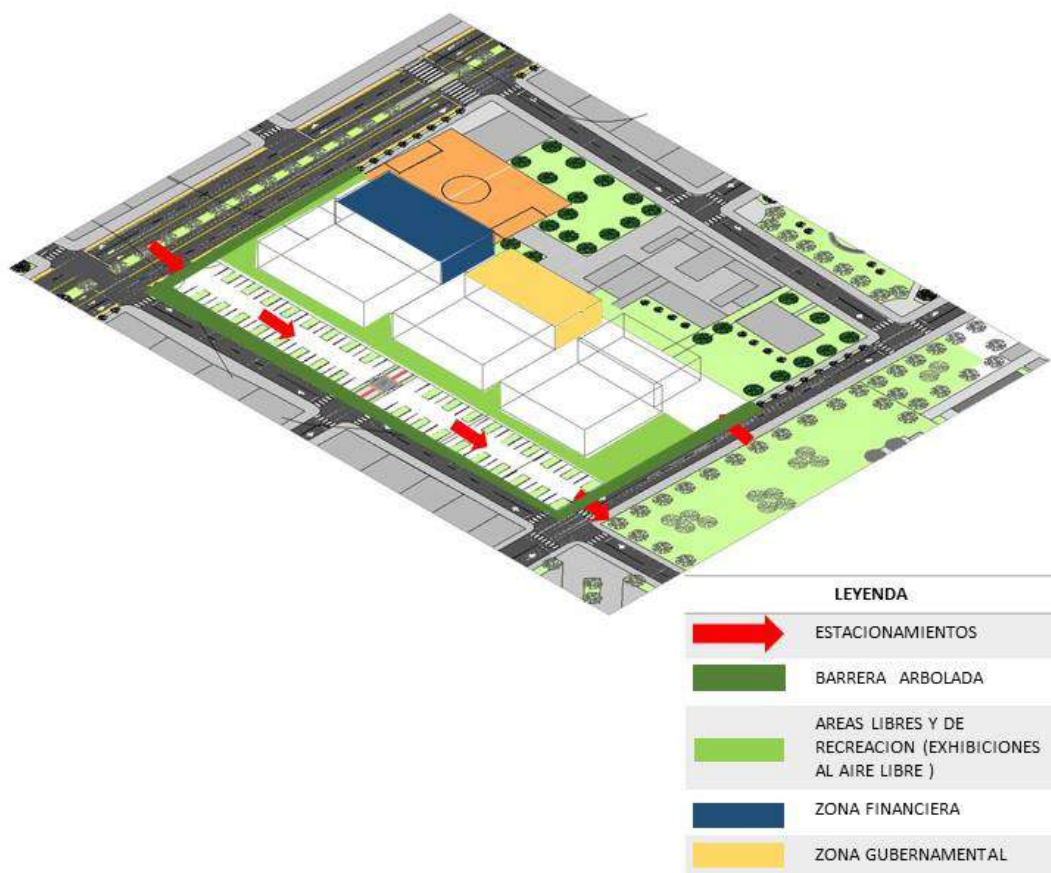 LEYENDA
ESTACIONAMIENTOS
BARRERA ARBOLADA
AREAS LIBRES Y DE
RECREACION (EXHIBICIONES
AL AIRE LIBRE )
ZONA FINANCIERA
ZONA GUBERNAMENTAL